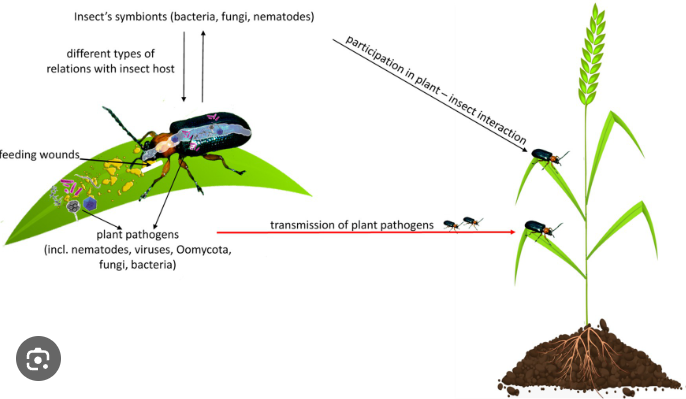 Insect's symbionts (bacteria, fungi, nematodes)
different types of
relations with insect host
participation in plant – insect interaction
feeding wounds
transmission of plant pathogens
plant pathogens
(incl. nematodes, viruses, Oomycota,
fungi, bacteria)